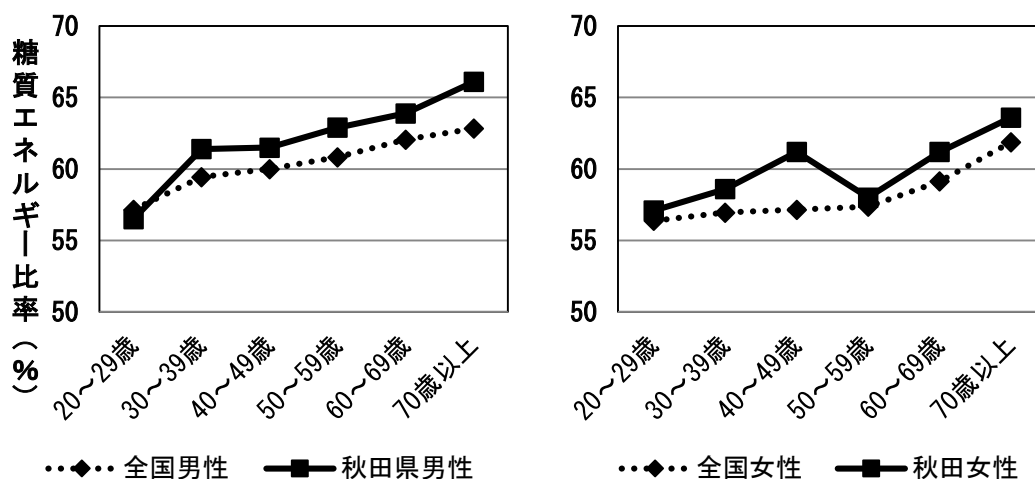 糖質エネルギー比率(%)
70
65
60
55
50
20~29歳
30~39歳
40~49歳
50~59歳
60~69歳
70歳以上
全国男性
秋田県男性
70
65
60
55
50
20~29歳
30~39歳
40~49歳
50~59歳
60~69歳
70歳以上
全国女性
秋田女性